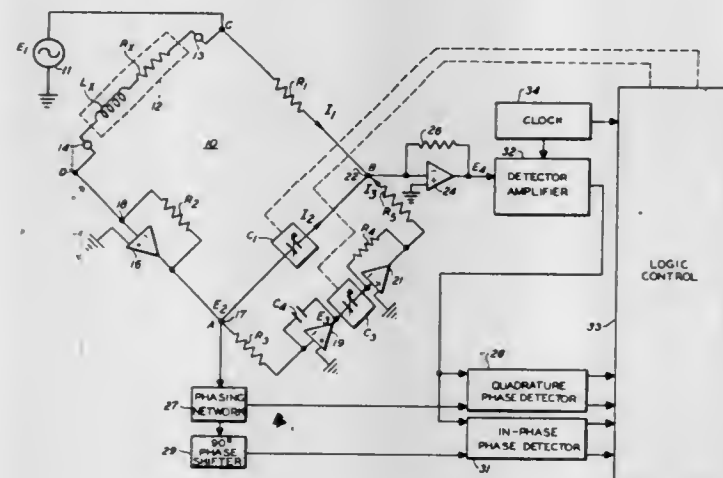 C
E1
11
RX
13
LX
12
14
D
10
R1
I1
34
CLOCK
26
32
DETECTOR
AMPLIFIER
B
22
24
E4
I3
R5
I2
C1
18
R2
16
R4
21
LOGIC
CONTROL
33
E2
17
A
C4
E3
19
C3
R3
28
QUADRATURE
PHASE DETECTOR
27
PHASING
NETWORK
IN-PHASE
PHASE DETECTOR
31
29
90°
PHASE
SHIFTER